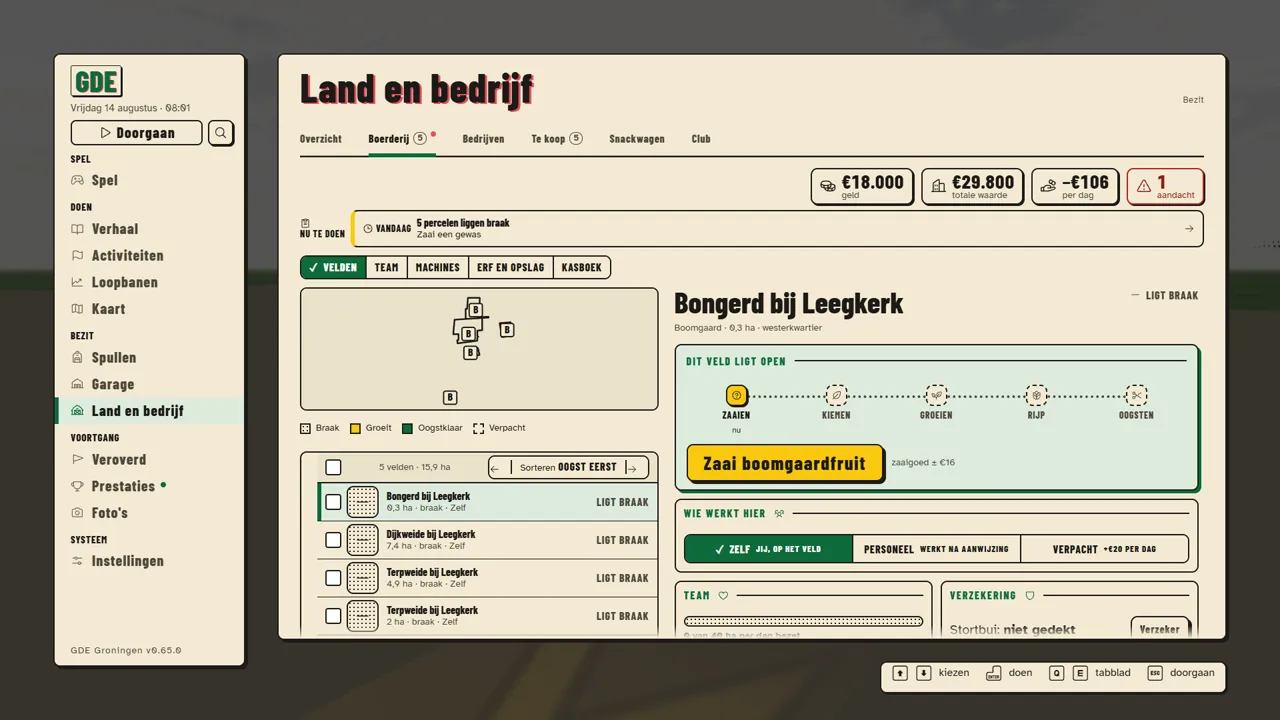 GDE
Vrijdag 14 augustus · 08:01
Doorgaan
SPEL
Spel
DOEN
Verhaal
Activiteiten
Loopbanen
Kaart
BEZIT
Spullen
Garage
Land en bedrijf
VOORTGANG
Veroverd
Prestaties
Foto's
SYSTEEM
Instellingen
GDE Groningen v0.65.0
Land en bedrijf
Bezit
Overzicht
Boerderij 5
Bedrijven
Te koop 5
Snackwagen
Club
€18.000
geld
€29.800
totale waarde
−€106
per dag
1
aandacht
NU TE DOEN
VANDAAG
5 percelen liggen braak
Zaai een gewas
VELDEN
TEAM
MACHINES
ERF EN OPSLAG
KASBOEK
B
B
B
B
B
Braak
Groeit
Oogstklaar
Verpacht
5 velden · 15,9 ha
Sorteren OOGST EERST
Bongerd bij Leegkerk
0,3 ha · braak · Zelf
LIGT BRAAK
Dijkweide bij Leegkerk
7,4 ha · braak · Zelf
LIGT BRAAK
Terpweide bij Leegkerk
4,9 ha · braak · Zelf
LIGT BRAAK
Terpweide bij Leegkerk
2 ha · braak · Zelf
LIGT BRAAK
Bongerd bij Leegkerk
— LIGT BRAAK
Boomgaard · 0,3 ha · westerkwartier
DIT VELD LIGT OPEN
ZAAIEN
nu
KIEMEN
GROEIEN
RIJP
OOGSTEN
Zaai boomgaardfruit
zaaigoed ± €16
WIE WERKT HIER
ZELF JIJ, OP HET VELD
PERSONEEL WERKT NA AANWIJZING
VERPACHT +€20 PER DAG
TEAM
0 van 40 ha per dag bezet
VERZEKERING
Stortbui: niet gedekt
Verzeker
kiezen
ENTER doen
Q E tabblad
ESC doorgaan